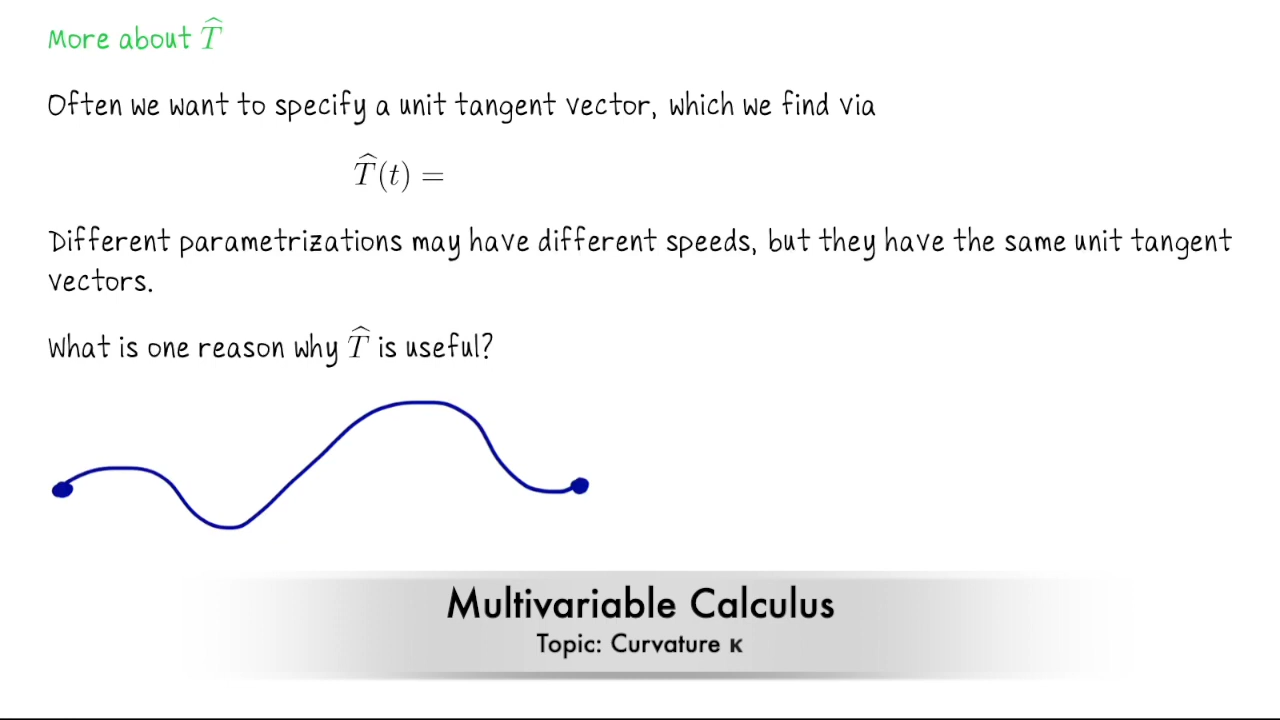 More about T̂
Often we want to specify a unit tangent vector, which we find via
T̂(t) =
Different parametrizations may have different speeds, but they have the same unit tangent
vectors.
What is one reason why T̂ is useful?
Multivariable Calculus
Topic: Curvature κ